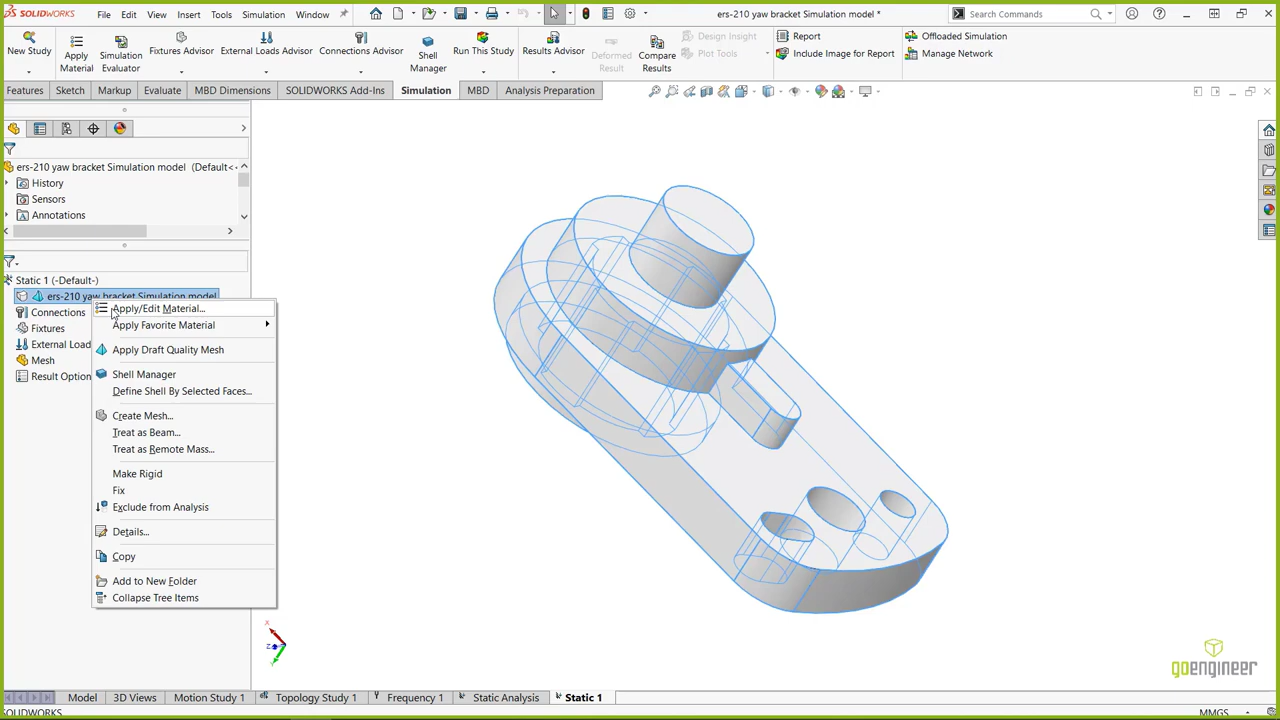 SOLIDWORKS File Edit View Insert Tools Simulation Window ers-210 yaw bracket Simulation model * Search Commands
New Study
Apply Material
Simulation Evaluator
Fixtures Advisor
External Loads Advisor
Connections Advisor
Shell Manager
Run This Study
Results Advisor
Deformed Result
Compare Results
Design Insight
Plot Tools
Report
Include Image for Report
Offloaded Simulation
Manage Network
Features Sketch Markup Evaluate MBD Dimensions SOLIDWORKS Add-Ins Simulation MBD Analysis Preparation
ers-210 yaw bracket Simulation model (Default<
History
Sensors
Annotations
Static 1 (-Default-)
ers-210 yaw bracket Simulation model
Connections
Fixtures
External Load
Mesh
Result Option
Apply/Edit Material...
Apply Favorite Material
Apply Draft Quality Mesh
Shell Manager
Define Shell By Selected Faces...
Create Mesh...
Treat as Beam...
Treat as Remote Mass...
Make Rigid
Fix
Exclude from Analysis
Details...
Copy
Add to New Folder
Collapse Tree Items
X
Z
Y
goengineer
Model 3D Views Motion Study 1 Topology Study 1 Frequency 1 Static Analysis Static 1
SOLIDWORKS MMGS